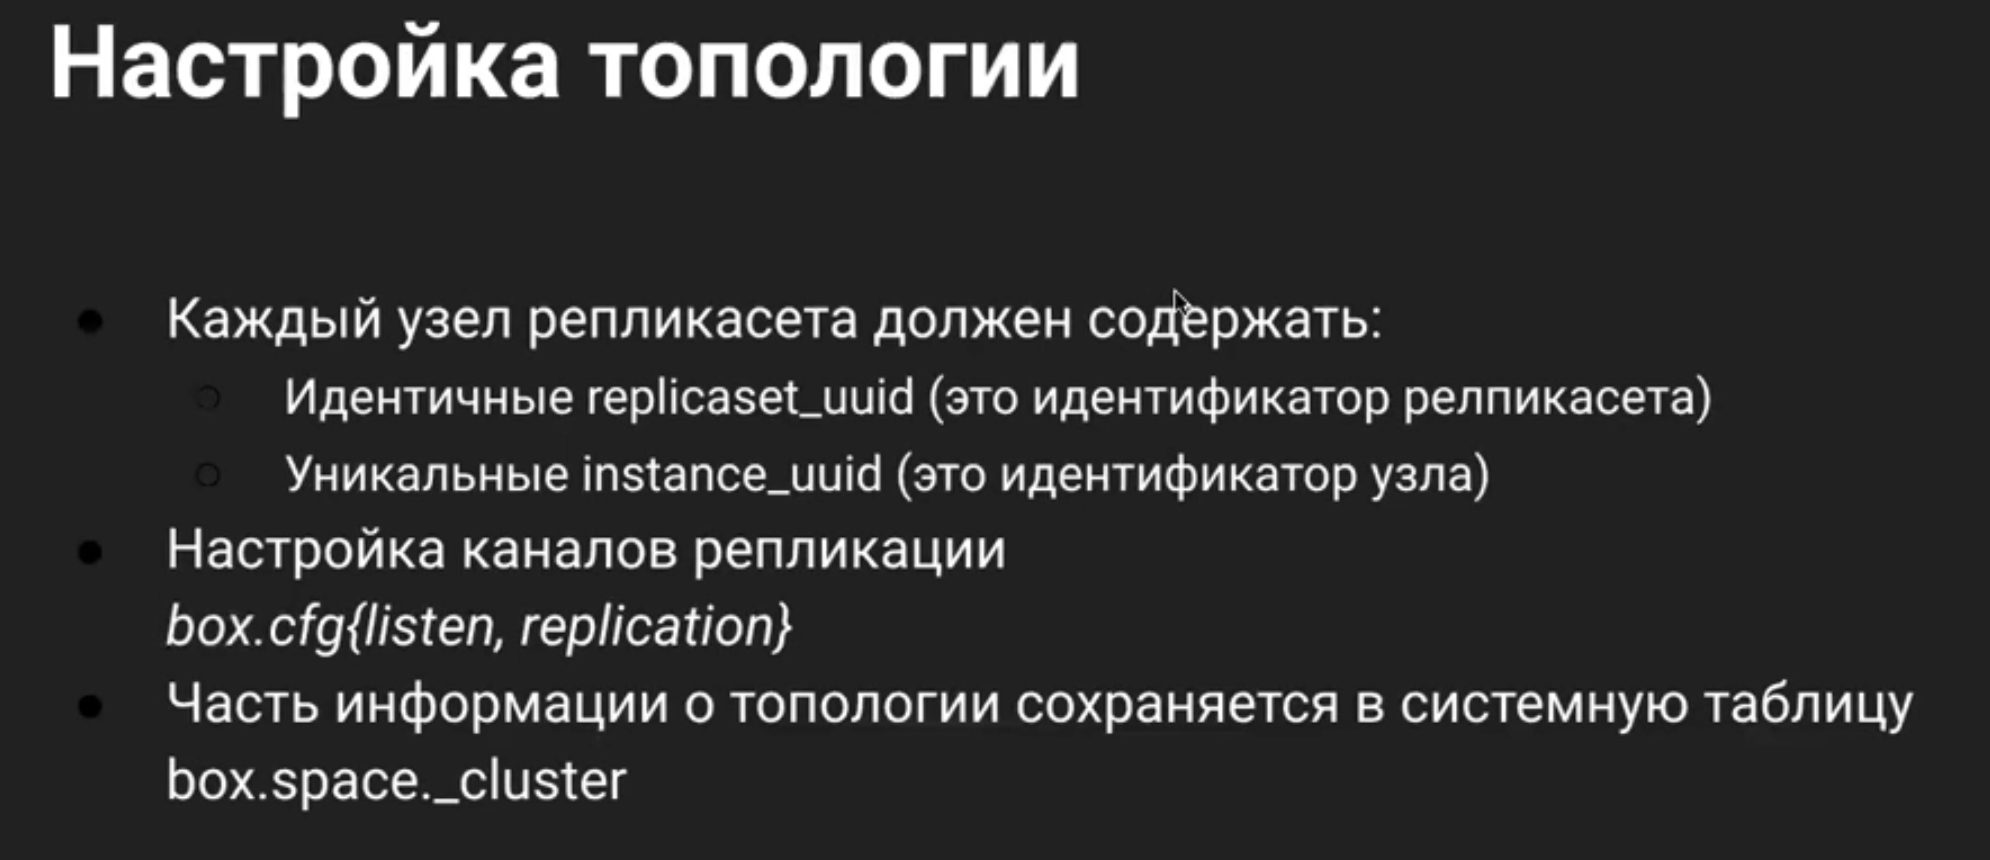 Настройка топологии
Каждый узел репликасета должен содержать:
Идентичные replicaset_uuid (это идентификатор релпикасета)
Уникальные instance_uuid (это идентификатор узла)
Настройка каналов репликации
box.cfg{listen, replication}
Часть информации о топологии сохраняется в системную таблицу
box.space._cluster